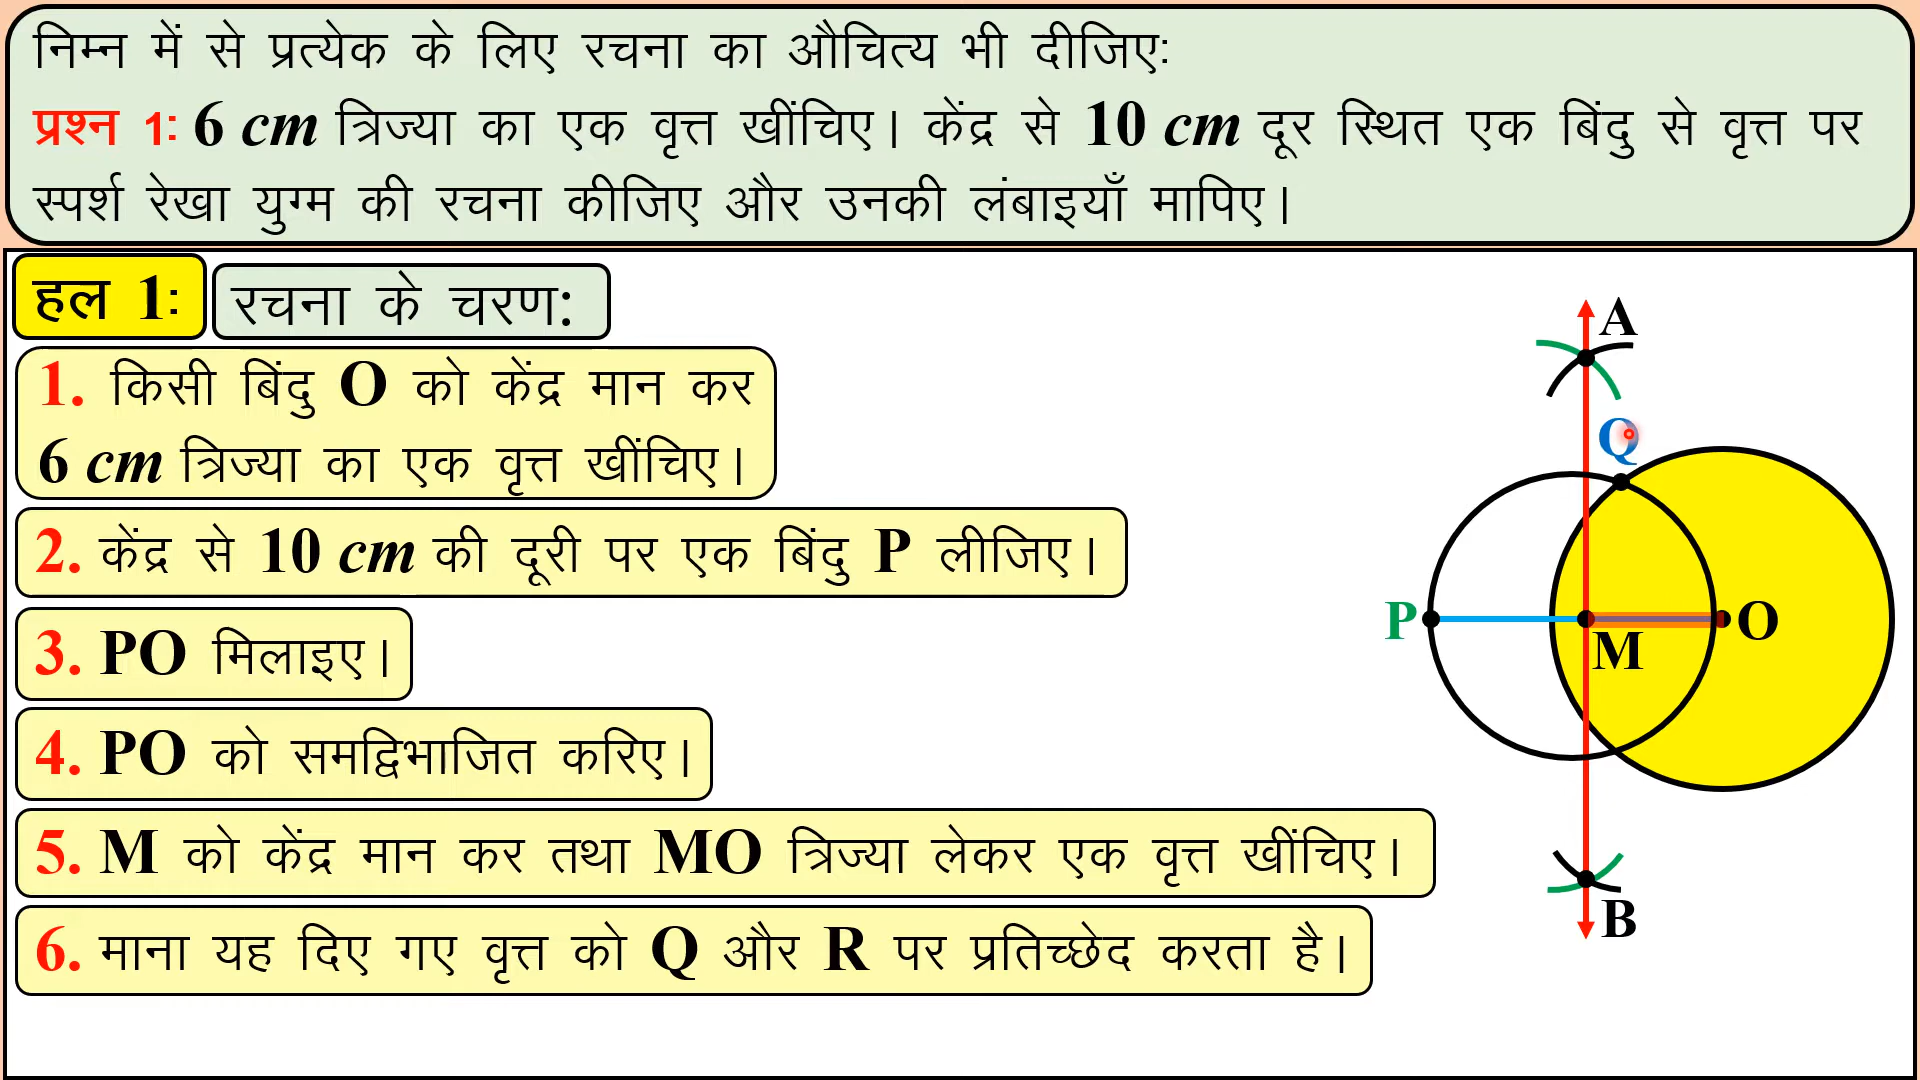 निम्न में से प्रत्येक के लिए रचना का औचित्य भी दीजिए:
प्रश्न 1: 6 cm त्रिज्या का एक वृत्त खींचिए। केंद्र से 10 cm दूर स्थित एक बिंदु से वृत्त पर
स्पर्श रेखा युग्म की रचना कीजिए और उनकी लंबाइयाँ मापिए।
हल 1: रचना के चरण:
1. किसी बिंदु O को केंद्र मान कर
6 cm त्रिज्या का एक वृत्त खींचिए।
2. केंद्र से 10 cm की दूरी पर एक बिंदु P लीजिए।
3. PO मिलाइए।
4. PO को समद्विभाजित करिए।
5. M को केंद्र मान कर तथा MO त्रिज्या लेकर एक वृत्त खींचिए।
6. माना यह दिए गए वृत्त को Q और R पर प्रतिच्छेद करता है।
A
Q
P
M
O
B